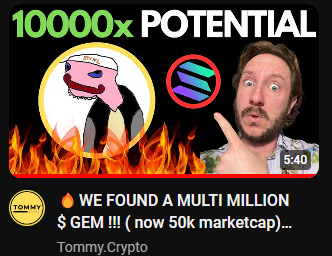 10000x POTENTIAL
5:40
TOMMY
🔥 WE FOUND A MULTI MILLION
$ GEM !!! ( now 50k marketcap)...
Tommy.Crypto